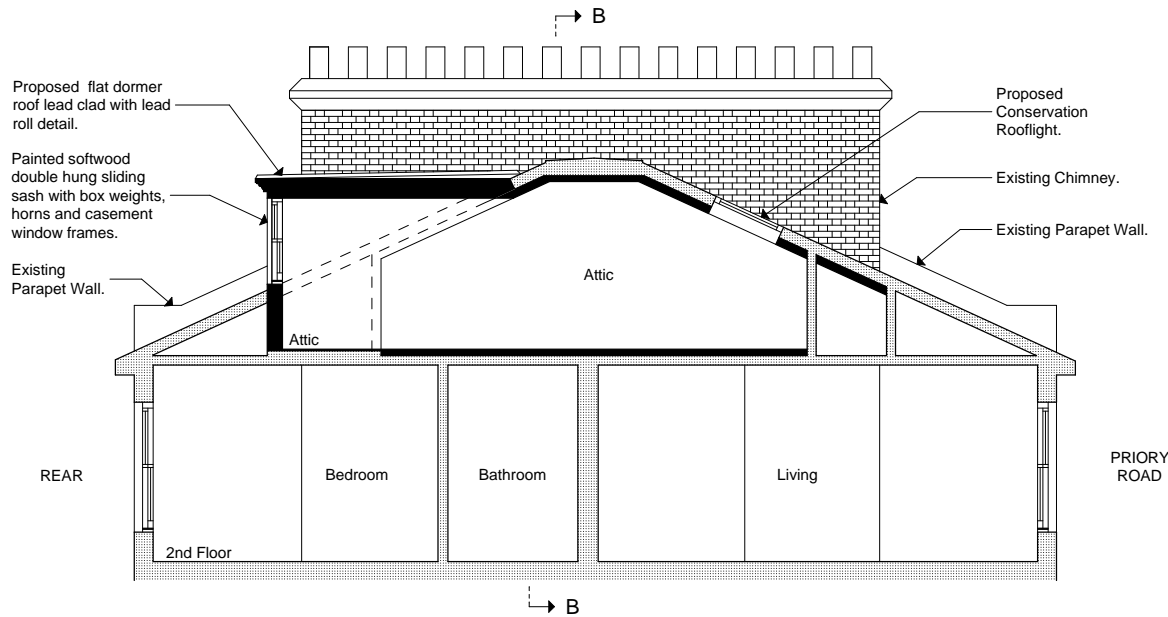 B
Proposed flat dormer
roof lead clad with lead
roll detail.
Painted softwood
double hung sliding
sash with box weights,
horns and casement
window frames.
Existing
Parapet Wall.
Proposed
Conservation
Rooflight.
Existing Chimney.
Existing Parapet Wall.
Attic
Attic
REAR
Bedroom
Bathroom
Living
PRIORY
ROAD
2nd Floor
B